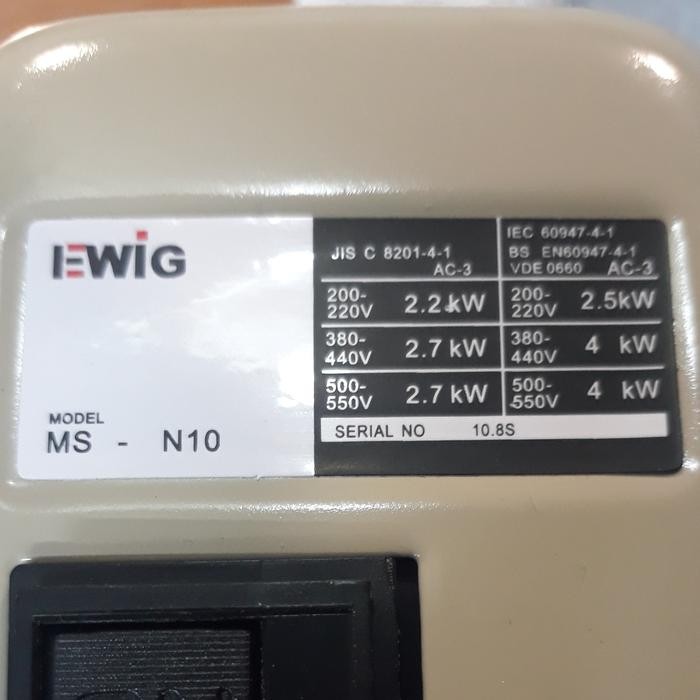 EWiG
MODEL
MS - N10
JIS C 8201-4-1
AC-3
IEC 60947-4-1
BS EN60947-4-1
VDE 0660 AC-3
200-220V 2.2kW 200-220V 2.5kW
380-440V 2.7 kW 380-440V 4 kW
500-550V 2.7 kW 500-550V 4 kW
SERIAL NO 10.8S